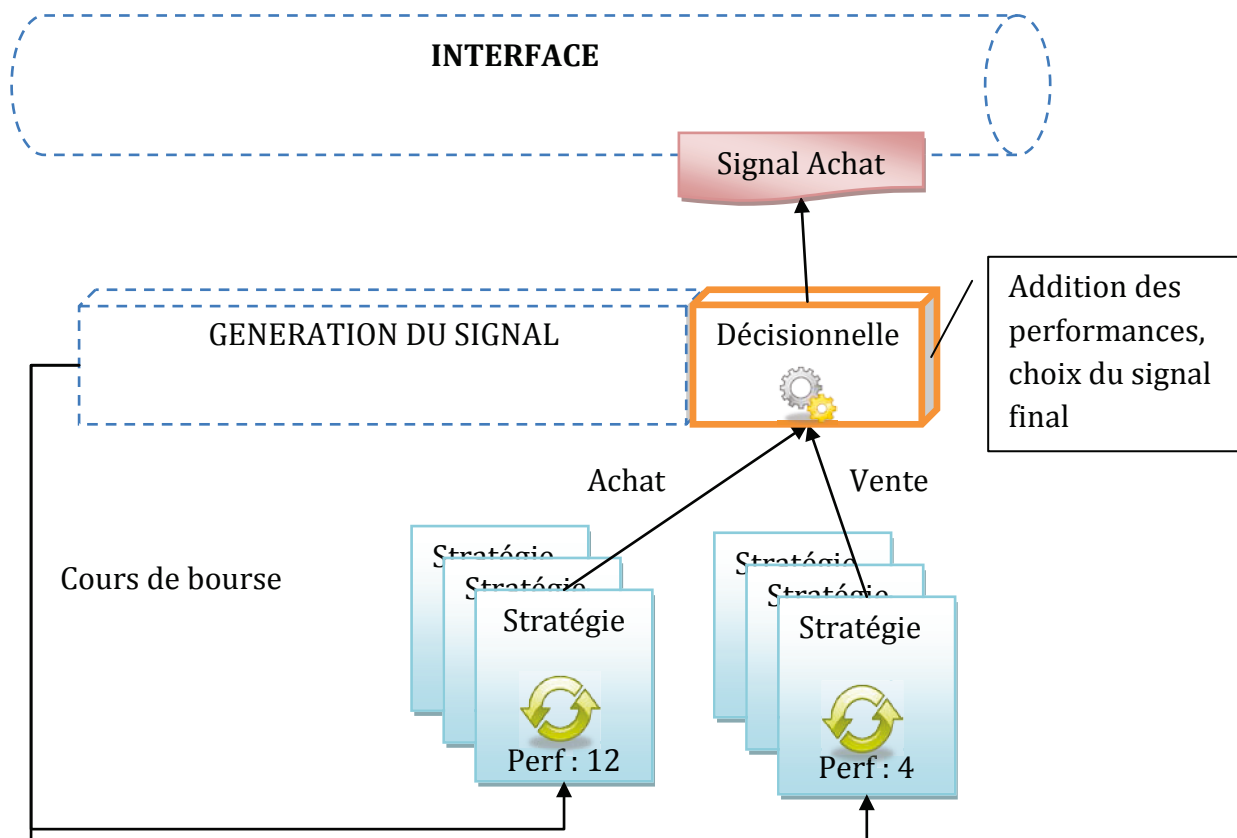 INTERFACE
Signal Achat
GENERATION DU SIGNAL
Décisionnelle
Addition des
performances,
choix du signal
final
Achat
Vente
Cours de bourse
Stratégie
Stratégie
Stratégie
Perf : 12
Stratégie
Stratégie
Stratégie
Perf : 4